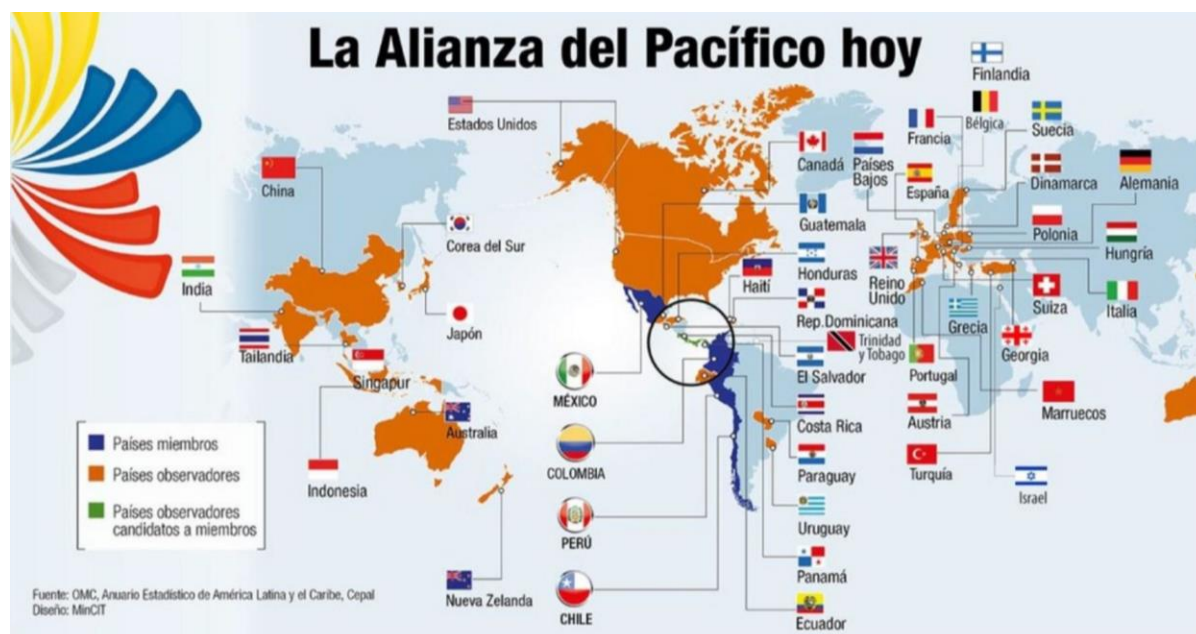 La Alianza del Pacífico hoy
Estados Unidos
China
Corea del Sur
India
Japón
Tailandia
Singapur
Australia
Indonesia
Nueva Zelanda
MÉXICO
COLOMBIA
PERÚ
CHILE
Canadá
Guatemala
Honduras
Haití
Rep.Dominicana
Trinidad
y Tobago
El Salvador
Costa Rica
Paraguay
Uruguay
Panamá
Ecuador
Finlandia
Francia
Bélgica
Suecia
Países
Bajos
España
Dinamarca
Alemania
Polonia
Hungría
Reino
Unido
Suiza
Italia
Grecia
Georgia
Portugal
Marruecos
Austria
Turquía
Israel
Países miembros
Países observadores
Países observadores
candidatos a miembros
Fuente: OMC, Anuario Estadístico de América Latina y el Caribe, Cepal
Diseño: MinCIT